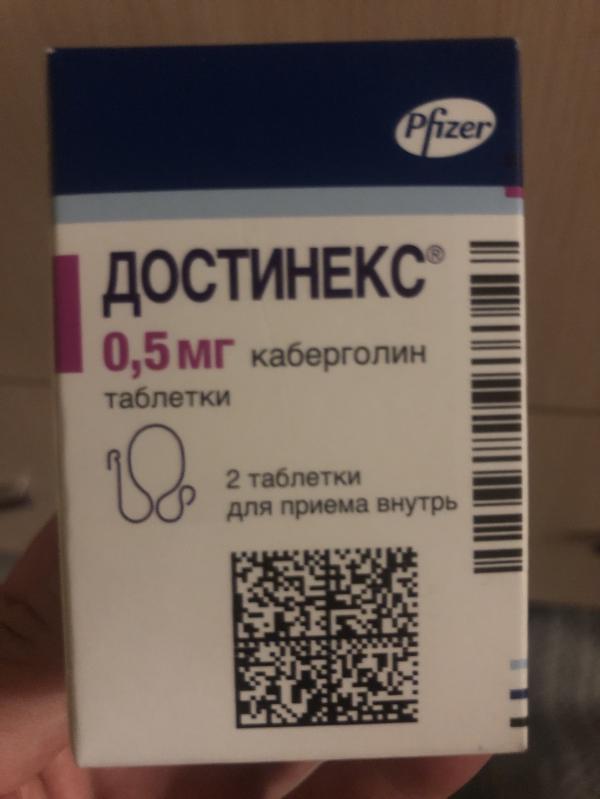 Pfizer
ДОСТИНЕКС®
0,5 мг каберголин
таблетки
2 таблетки
для приема внутрь